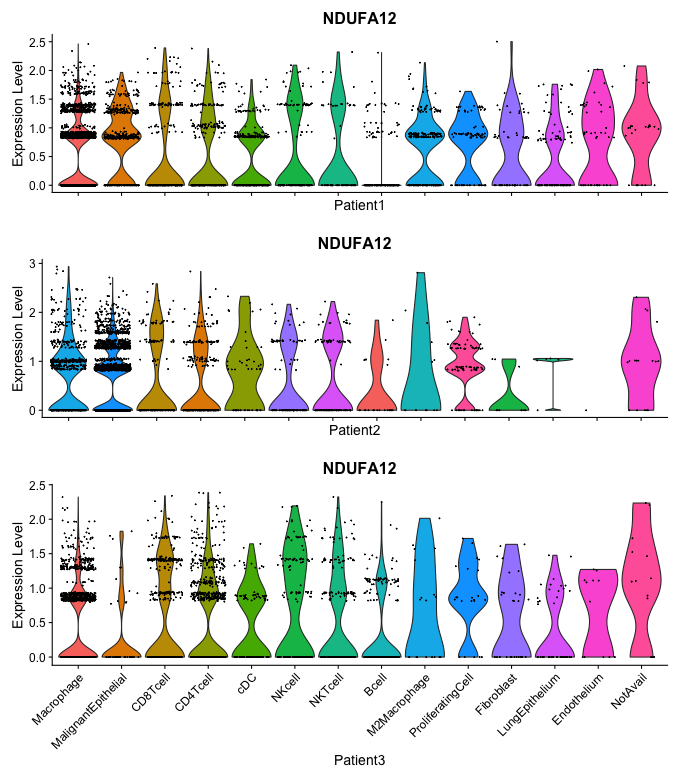 NDUFA12
Expression Level
2.5
2.0
1.5
1.0
0.5
0.0
Patient1
NDUFA12
Expression Level
3
2
1
0
Patient2
NDUFA12
Expression Level
2.5
2.0
1.5
1.0
0.5
0.0
Macrophage
MalignantEpithelial
CD8Tcell
CD4Tcell
cDC
NKcell
NKTcell
Bcell
M2Macrophage
ProliferatingCell
Fibroblast
LungEpithelium
Endothelium
NotAvail
Patient3